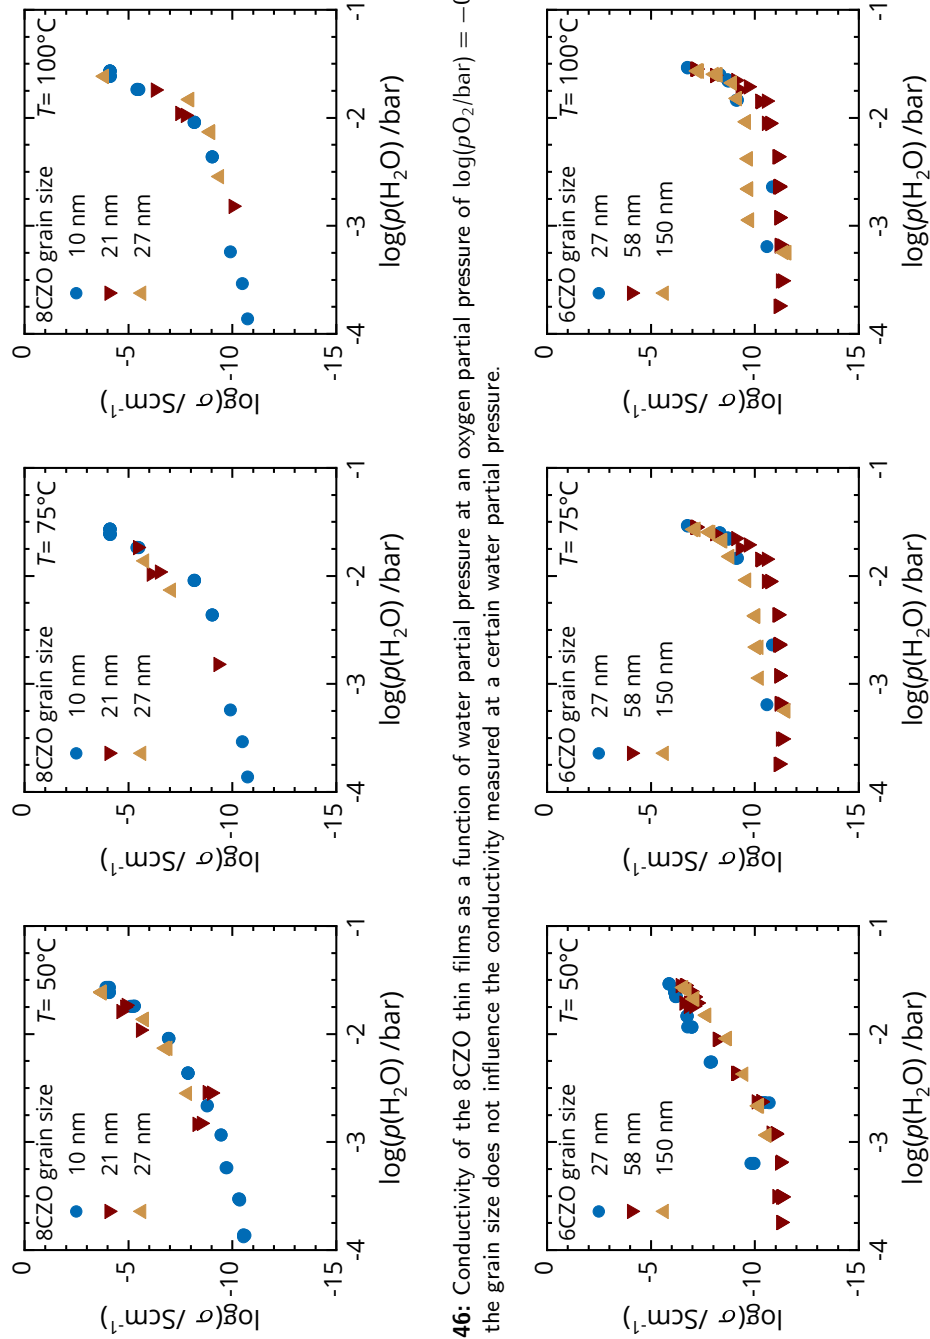 0
-5
-10
-15
log(σ /Scm⁻¹)
8CZO grain size
T= 50°C
10 nm
21 nm
27 nm
-4 -3 -2 -1
log(p(H₂O) /bar)
0
-5
-10
-15
log(σ /Scm⁻¹)
8CZO grain size
T= 75°C
10 nm
21 nm
27 nm
-4 -3 -2 -1
log(p(H₂O) /bar)
0
-5
-10
-15
log(σ /Scm⁻¹)
8CZO grain size
T= 100°C
10 nm
21 nm
27 nm
-4 -3 -2 -1
log(p(H₂O) /bar)
46: Conductivity of the 8CZO thin films as a function of water partial pressure at an oxygen partial pressure of log(pO₂/bar) = −0
the grain size does not influence the conductivity measured at a certain water partial pressure.
0
-5
-10
-15
log(σ /Scm⁻¹)
6CZO grain size
T= 50°C
27 nm
58 nm
150 nm
-4 -3 -2 -1
log(p(H₂O) /bar)
0
-5
-10
-15
log(σ /Scm⁻¹)
6CZO grain size
T= 75°C
27 nm
58 nm
150 nm
-4 -3 -2 -1
log(p(H₂O) /bar)
0
-5
-10
-15
log(σ /Scm⁻¹)
6CZO grain size
T= 100°C
27 nm
58 nm
150 nm
-4 -3 -2 -1
log(p(H₂O) /bar)